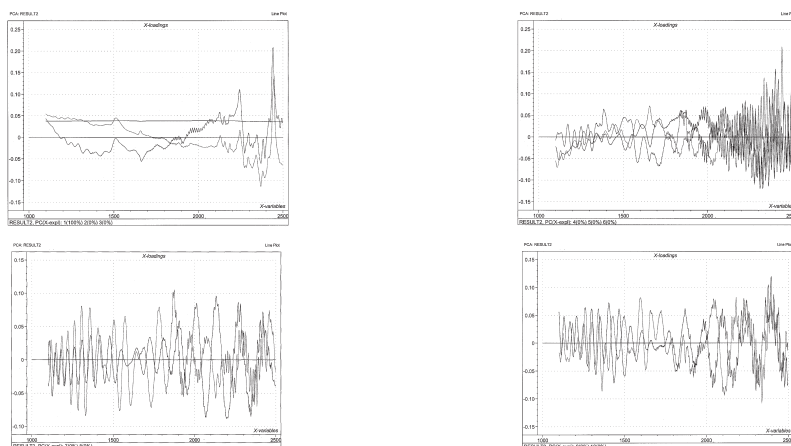 PCA: RESULT2 Line Plot
X-loadings
0.25
0.20
0.15
0.10
0.05
0
-0.05
-0.10
-0.15
X-variables
1000 1500 2000 2500
RESULT2, PC(X-expl): 1(100%) 2(0%) 3(0%)
PCA: RESULT2 Line P
X-loadings
0.25
0.20
0.15
0.10
0.05
0
-0.05
-0.10
-0.15
X-variables
1000 1500 2000 250
RESULT2, PC(X-expl): 4(0%) 5(0%) 6(0%)
PCA: RESULT2 Line Plot
X-loadings
0.15
0.10
0.05
0
-0.05
-0.10
X-variables
1000 1500 2000 2500
PCA: RESULT2 Line Plot
X-loadings
0.15
0.10
0.05
0
-0.05
-0.10
-0.15
X-variables
1000 1500 2000 250